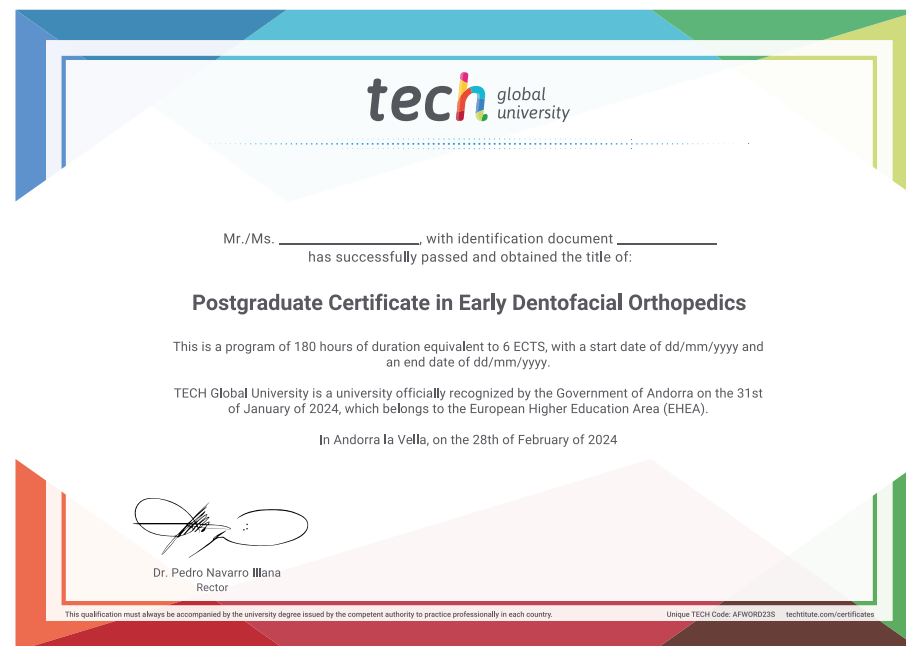 tech global
university
Mr./Ms. ____________, with identification document ____________
has successfully passed and obtained the title of:
Postgraduate Certificate in Early Dentofacial Orthopedics
This is a program of 180 hours of duration equivalent to 6 ECTS, with a start date of dd/mm/yyyy and
an end date of dd/mm/yyyy.
TECH Global University is a university officially recognized by the Government of Andorra on the 31st
of January of 2024, which belongs to the European Higher Education Area (EHEA).
In Andorra la Vella, on the 28th of February of 2024
Dr. Pedro Navarro Illana
Rector
This qualification must always be accompanied by the university degree issued by the competent authority to practice professionally in each country. Unique TECH Code: AFWORD23S techtitute.com/certificates